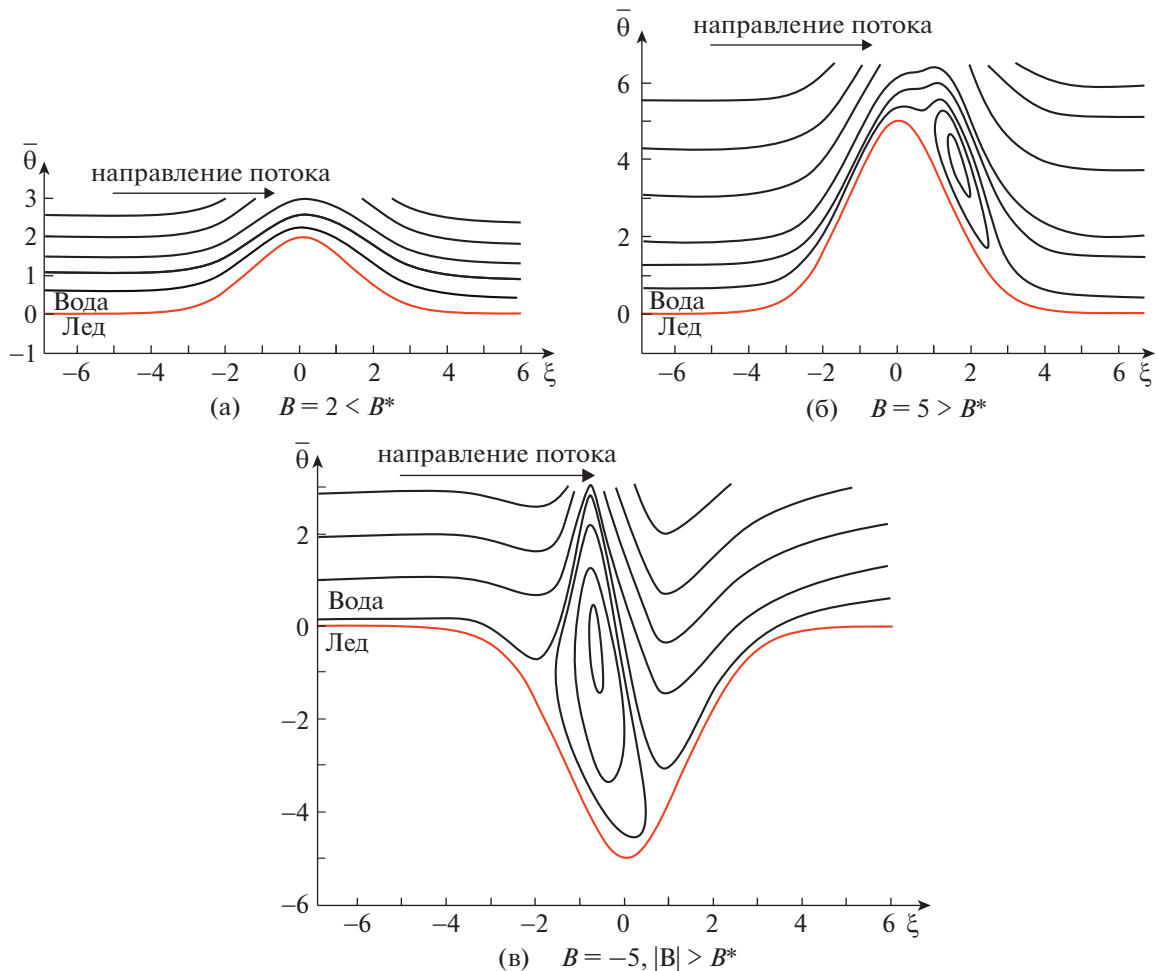 θ̄
направление потока
3
2
1
0
−1
Вода
Лед
−6 −4 −2 0 2 4 6 ξ
(а) B = 2 < B*
θ̄
направление потока
6
4
2
0
Вода
Лед
−6 −4 −2 0 2 4 6 ξ
(б) B = 5 > B*
θ̄
направление потока
2
0
−2
−4
−6
Вода
Лед
−6 −4 −2 0 2 4 6 ξ
(в) B = −5, |B| > B*